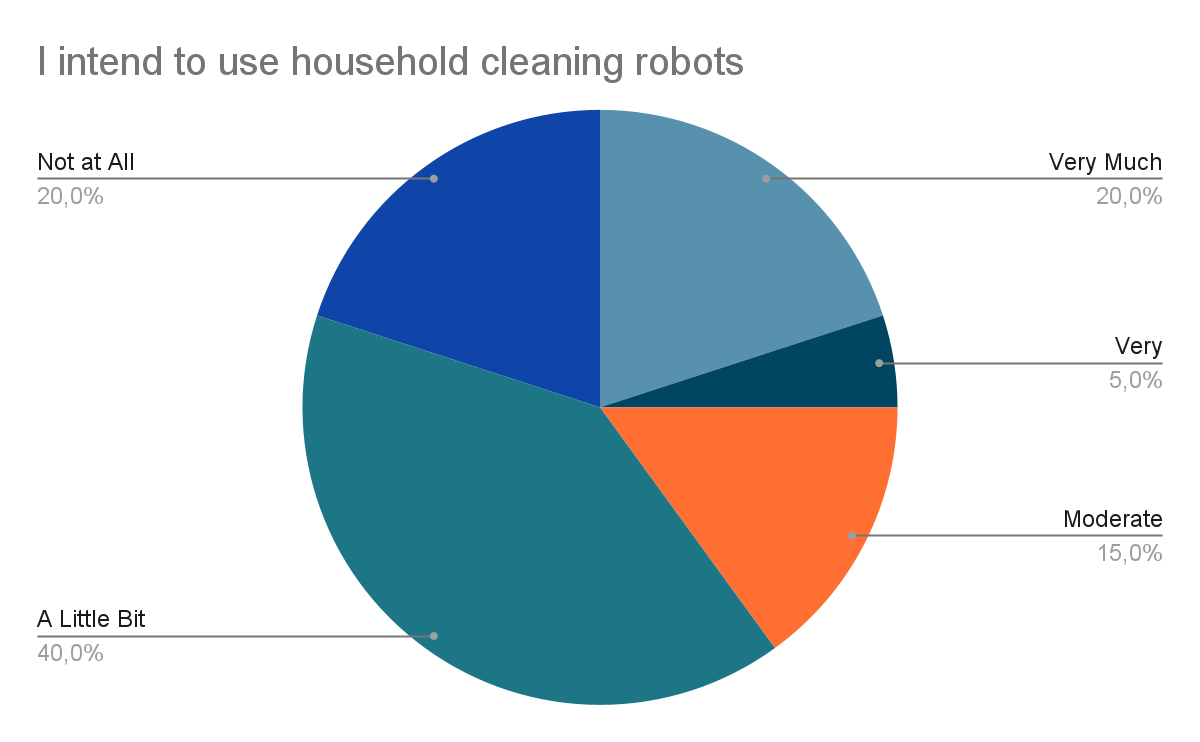 I intend to use household cleaning robots
Not at All
20,0%
Very Much
20,0%
Very
5,0%
Moderate
15,0%
A Little Bit
40,0%